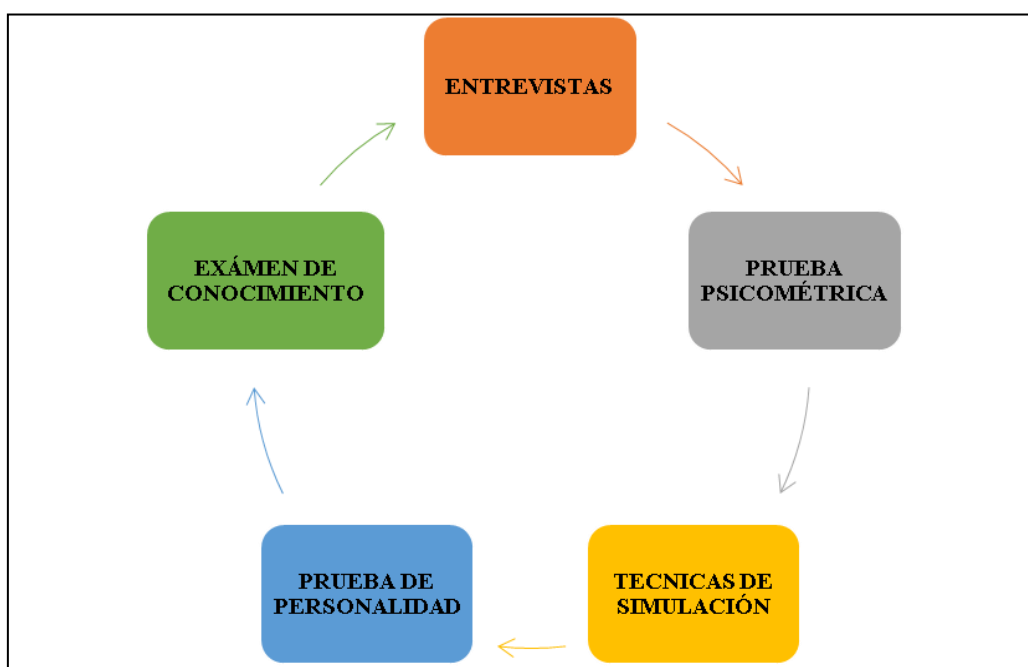 ENTREVISTAS
PRUEBA
PSICOMÉTRICA
TECNICAS DE
SIMULACIÓN
PRUEBA DE
PERSONALIDAD
EXÁMEN DE
CONOCIMIENTO